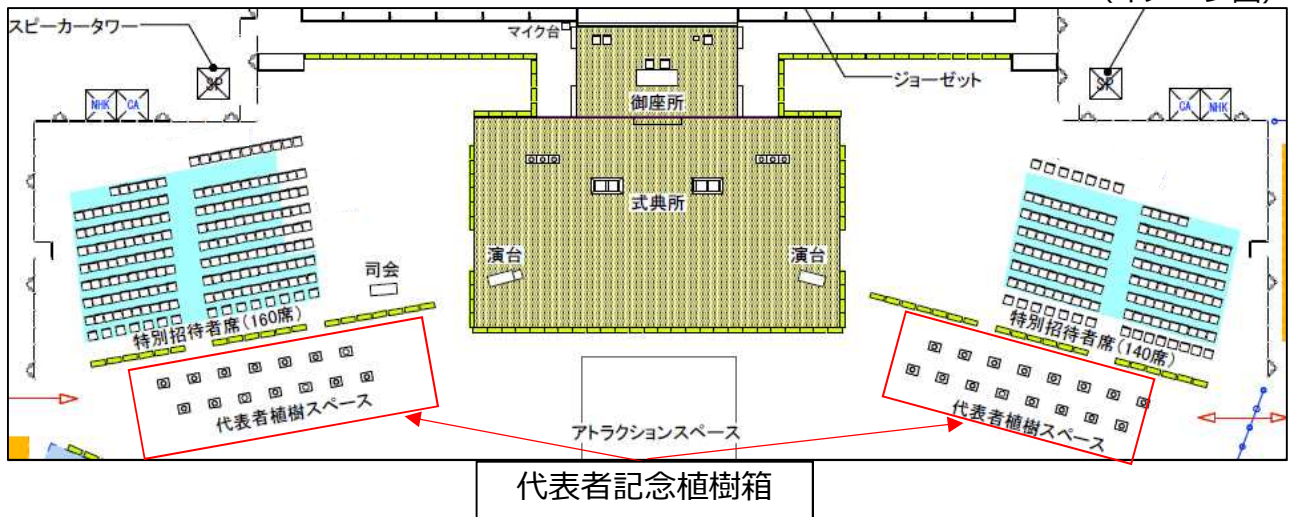 スピーカータワー
マイク台
SP
NHK
CA
ジョーゼット
SP
CA
NHK
御座所
式典所
演台
演台
司会
特別招待者席(160席)
特別招待者席(140席)
代表者植樹スペース
代表者植樹スペース
アトラクションスペース
代表者記念植樹箱